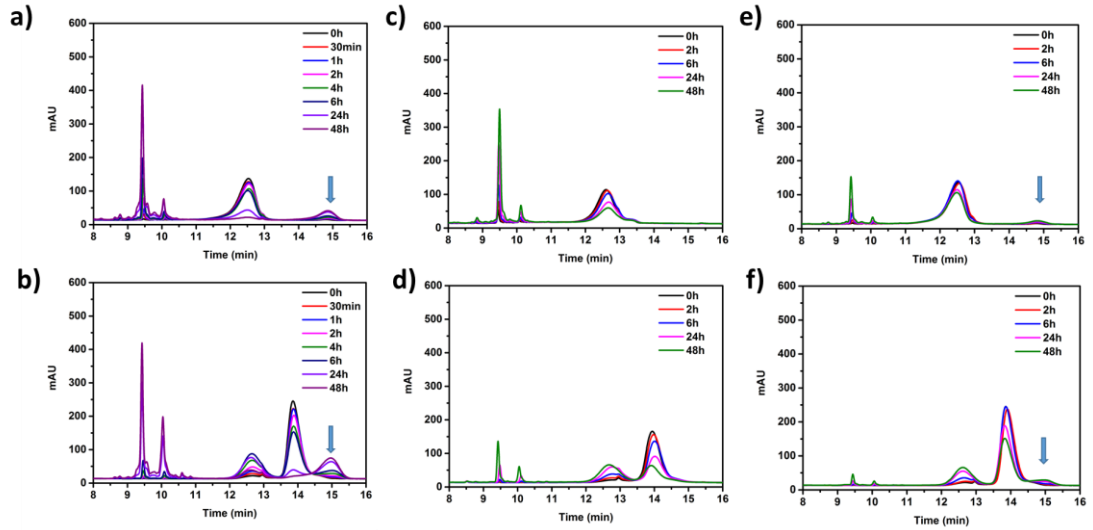 a)
600
500
400
300
200
100
0
mAU
0h
30min
1h
2h
4h
6h
24h
48h
8 9 10 11 12 13 14 15 16
Time (min)
c)
600
500
400
300
200
100
0
mAU
0h
2h
6h
24h
48h
8 9 10 11 12 13 14 15 16
Time (min)
e)
600
500
400
300
200
100
0
mAU
0h
2h
6h
24h
48h
8 9 10 11 12 13 14 15 16
Time (min)
b)
600
500
400
300
200
100
0
mAU
0h
30min
1h
2h
4h
6h
24h
48h
8 9 10 11 12 13 14 15 16
Time (min)
d)
600
500
400
300
200
100
0
mAU
0h
2h
6h
24h
48h
8 9 10 11 12 13 14 15 16
Time (min)
f)
600
500
400
300
200
100
0
mAU
0h
2h
6h
24h
48h
8 9 10 11 12 13 14 15 16
Time (min)